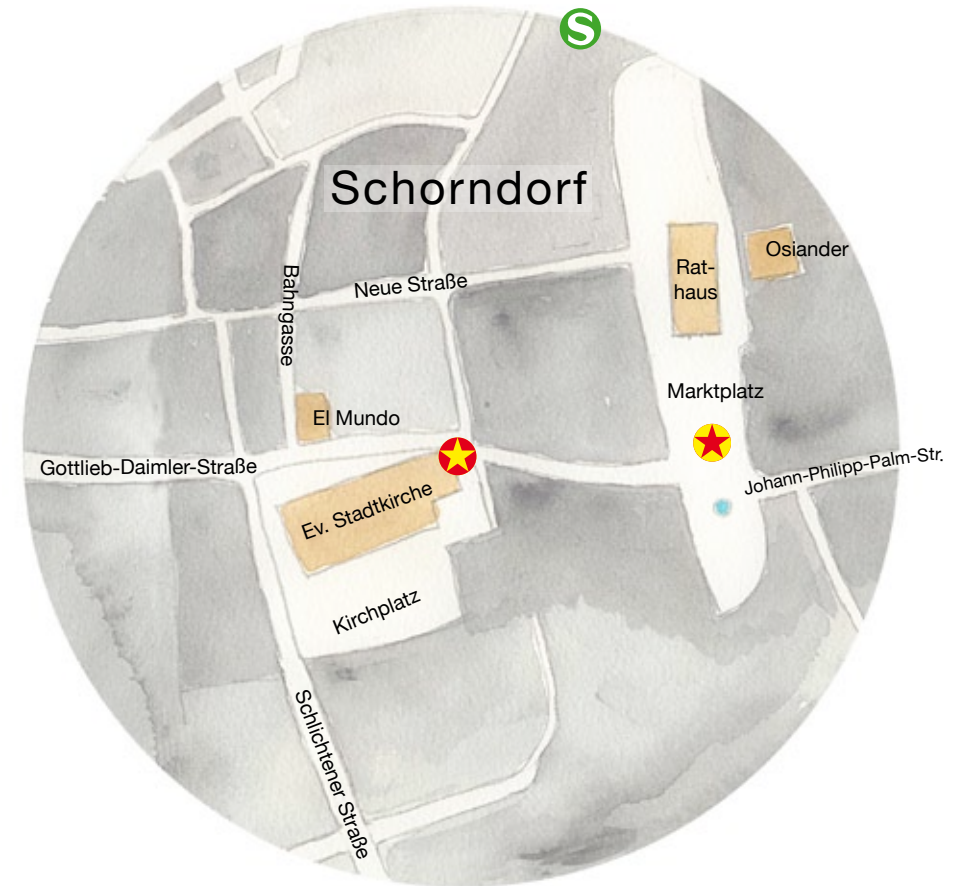 S
Schorndorf
Osiander
Rat-
haus
Bahngasse
Neue Straße
Marktplatz
El Mundo
Gottlieb-Daimler-Straße
Johann-Philipp-Palm-Str.
Ev. Stadtkirche
Kirchplatz
Schlichtener Straße